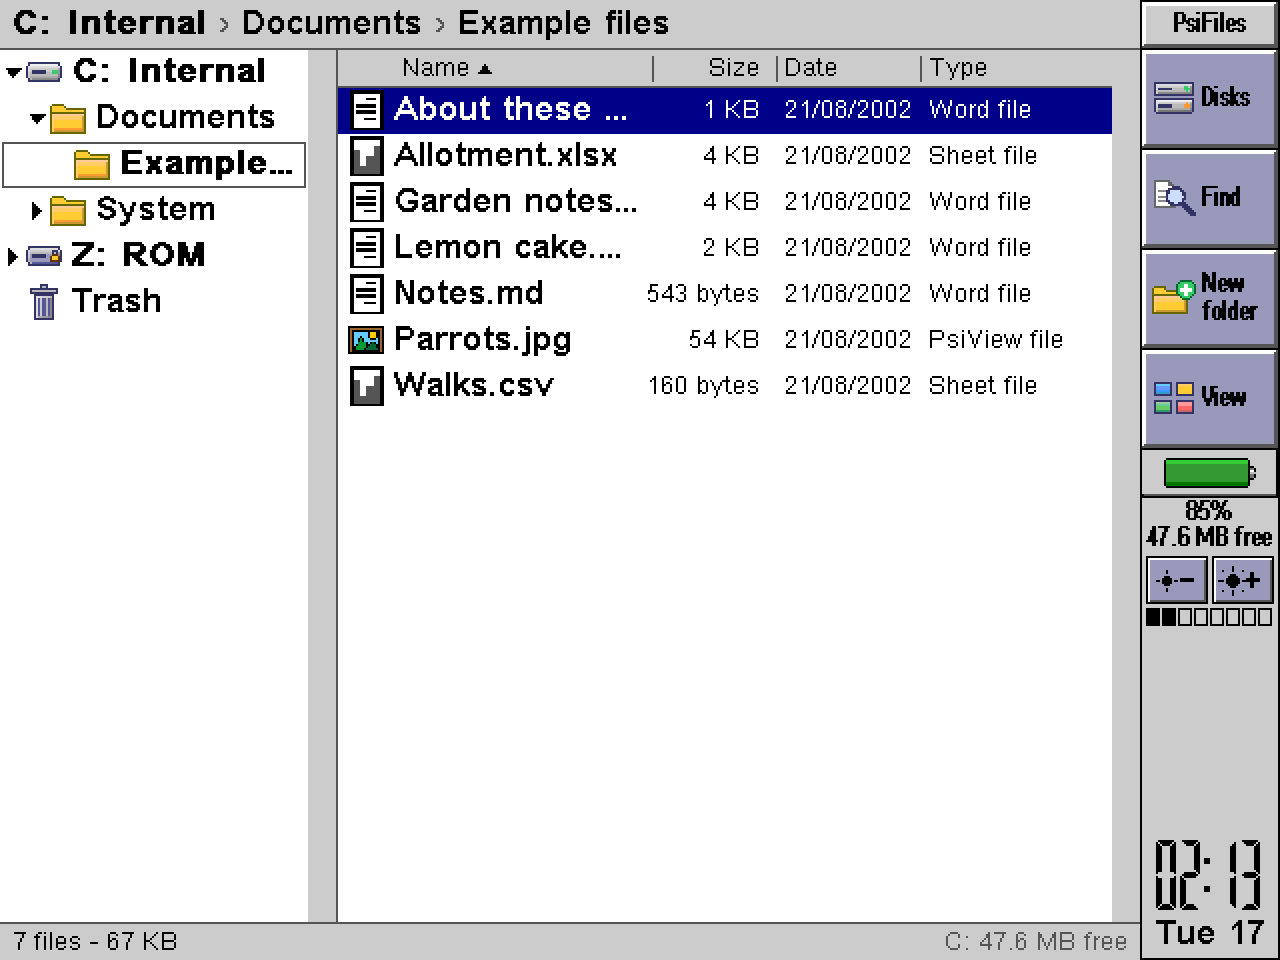 C: Internal › Documents › Example files
PsiFiles
C: Internal
Documents
Example...
System
Z: ROM
Trash
Name Size Date Type
About these ... 1 KB 21/08/2002 Word file
Allotment.xlsx 4 KB 21/08/2002 Sheet file
Garden notes... 4 KB 21/08/2002 Word file
Lemon cake.... 2 KB 21/08/2002 Word file
Notes.md 543 bytes 21/08/2002 Word file
Parrots.jpg 54 KB 21/08/2002 PsiView file
Walks.csv 160 bytes 21/08/2002 Sheet file
Disks
Find
New
folder
View
85%
47.6 MB free
02:13
Tue 17
7 files - 67 KB
C: 47.6 MB free